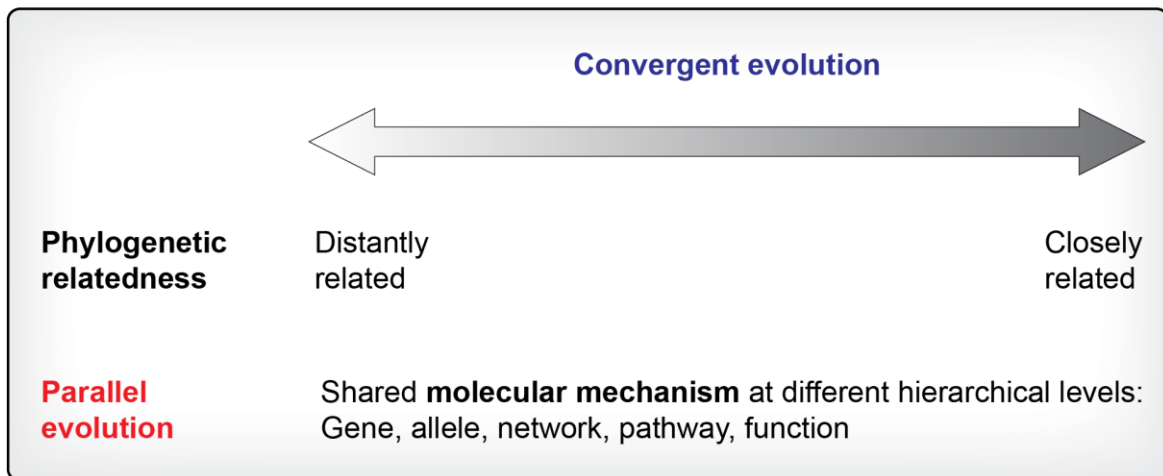 Convergent evolution
Phylogenetic
relatedness
Distantly
related
Closely
related
Parallel
evolution
Shared molecular mechanism at different hierarchical levels:
Gene, allele, network, pathway, function